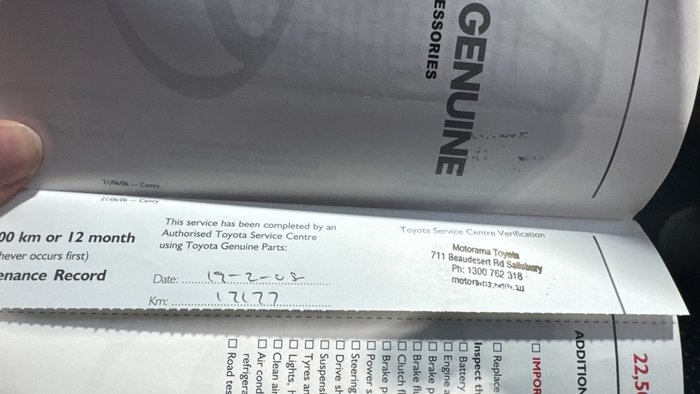 GENUINE
ESSORIES
21/06/06 — Camry
21/06/06 — Camry
00 km or 12 month
hever occurs first)
enance Record
This service has been completed by an
Authorised Toyota Service Centre
using Toyota Genuine Parts:
Date: 19-2-08
Km: 17177
Toyota Service Centre Verification
Motorama Toyota
711 Beaudesert Rd Salisbury
Ph: 1300 762 318
22,50
ADDITION
☐ IMPOR
☐ Replace
Inspect th
☐ Battery
☐ Engine a
☐ Brake p
☐ Brake flu
☐ Clutch fl
☐ Brake p
☐ Power s
☐ Steering
☐ Drive sh
☐ Suspensi
☐ Tyres an
☐ Lights, h
☐ Clean air
☐ Air cond
refrigera
☐ Road tes